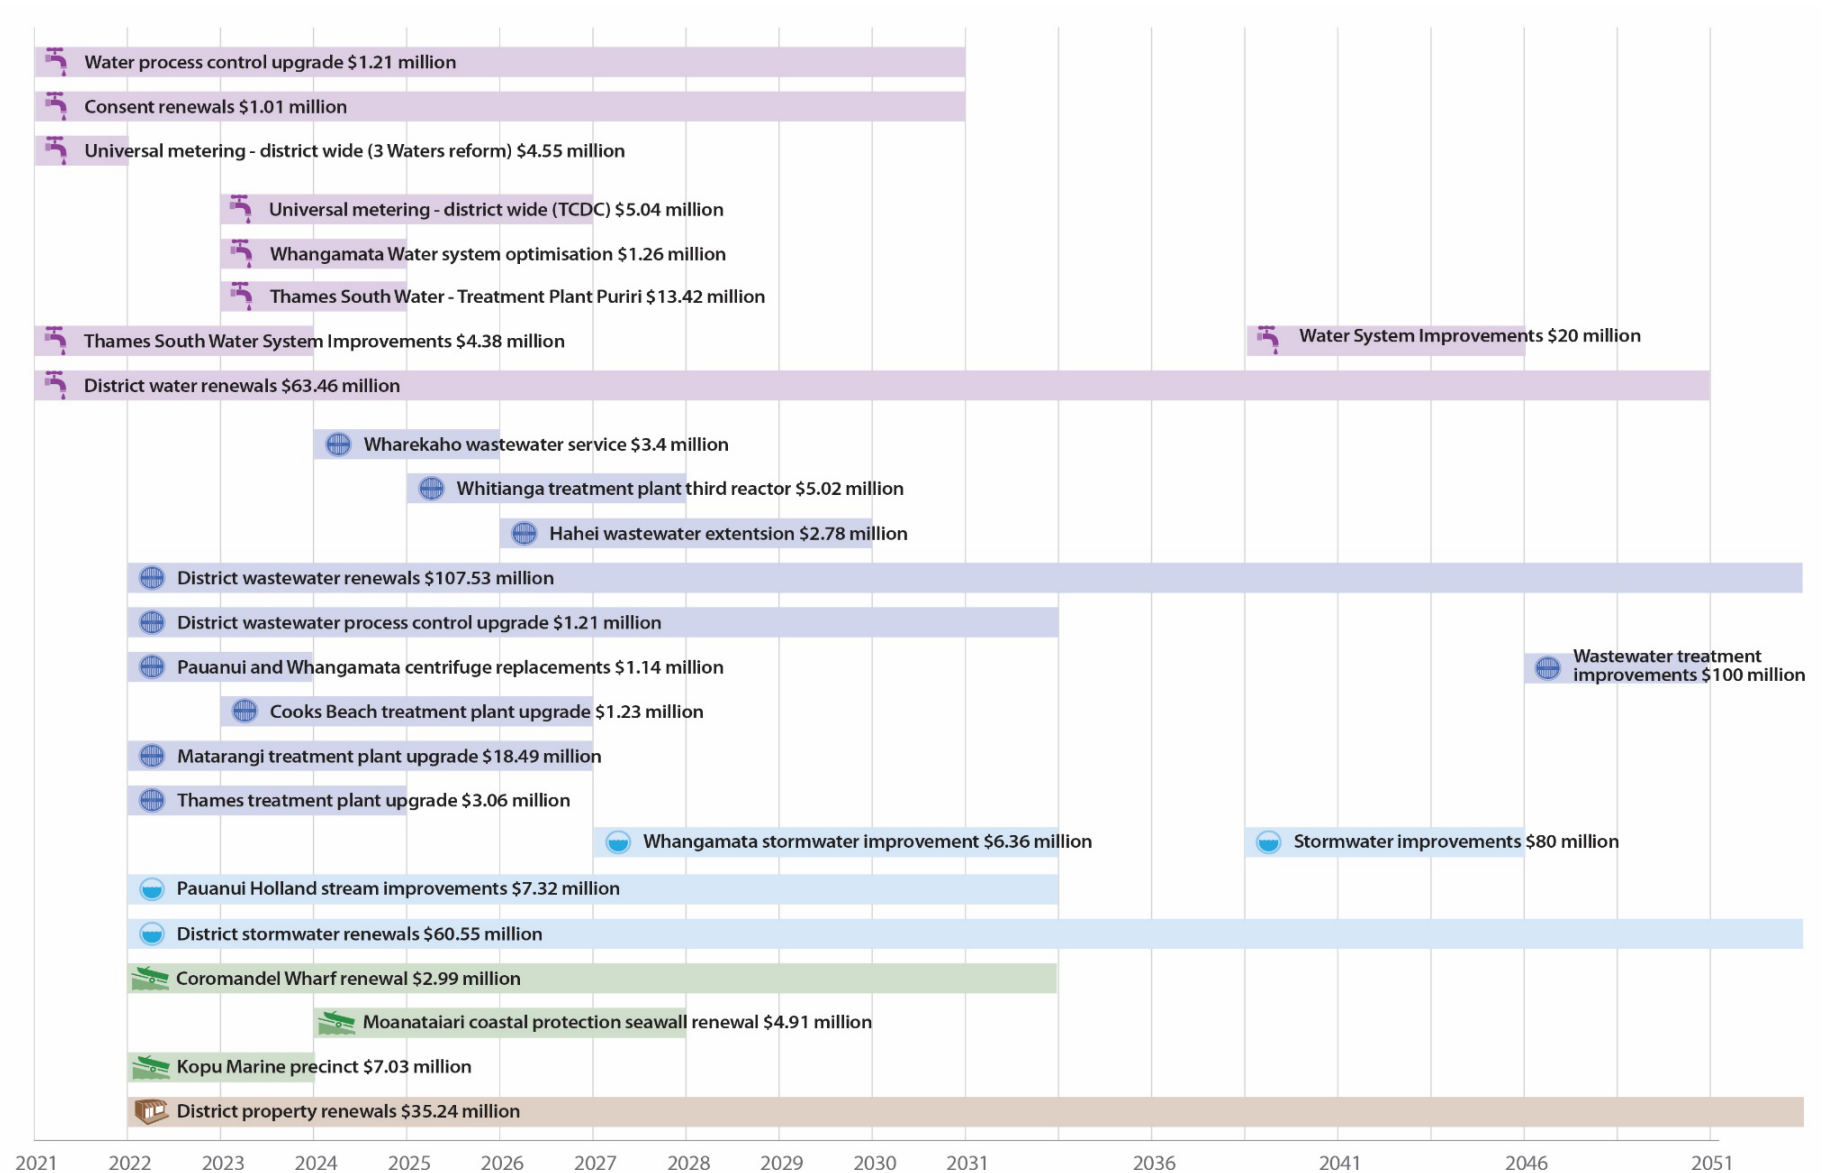 Water process control upgrade $1.21 million
Consent renewals $1.01 million
Universal metering - district wide (3 Waters reform) $4.55 million
Universal metering - district wide (TCDC) $5.04 million
Whangamata Water system optimisation $1.26 million
Thames South Water - Treatment Plant Puriri $13.42 million
Thames South Water System Improvements $4.38 million
Water System Improvements $20 million
District water renewals $63.46 million
Wharekaho wastewater service $3.4 million
Whitianga treatment plant third reactor $5.02 million
Hahei wastewater extentsion $2.78 million
District wastewater renewals $107.53 million
District wastewater process control upgrade $1.21 million
Pauanui and Whangamata centrifuge replacements $1.14 million
Wastewater treatment
improvements $100 million
Cooks Beach treatment plant upgrade $1.23 million
Matarangi treatment plant upgrade $18.49 million
Thames treatment plant upgrade $3.06 million
Whangamata stormwater improvement $6.36 million
Stormwater improvements $80 million
Pauanui Holland stream improvements $7.32 million
District stormwater renewals $60.55 million
Coromandel Wharf renewal $2.99 million
Moanataiari coastal protection seawall renewal $4.91 million
Kopu Marine precinct $7.03 million
District property renewals $35.24 million
2021 2022 2023 2024 2025 2026 2027 2028 2029 2030 2031 2036 2041 2046 2051